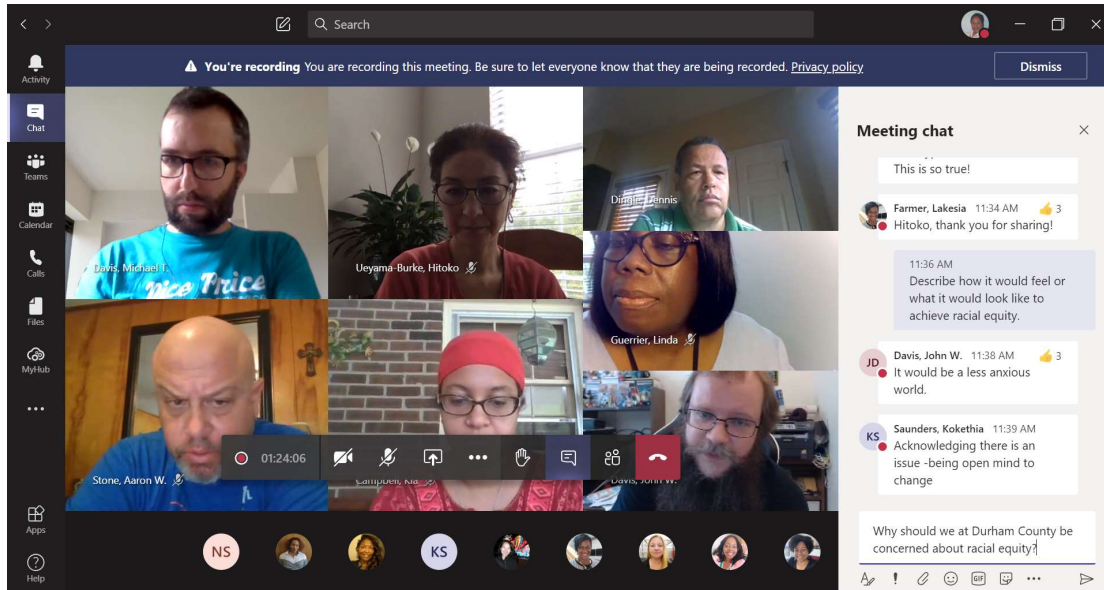 Search
Activity
You're recording You are recording this meeting. Be sure to let everyone know that they are being recorded. Privacy policy
Dismiss
Chat
Teams
Calendar
Calls
Files
MyHub
Apps
Help
Davis, Michael T.
Price
Ueyama-Burke, Hitoko
Dingle, Dennis
Guerrier, Linda
Stone, Aaron W.
Campbell, Kia
Davis, John W.
01:24:06
NS
KS
Meeting chat
This is so true!
Farmer, Lakesia 11:34 AM 3
Hitoko, thank you for sharing!
11:36 AM
Describe how it would feel or
what it would look like to
achieve racial equity.
JD
Davis, John W. 11:38 AM 3
It would be a less anxious
world.
KS
Saunders, Kokethia 11:39 AM
Acknowledging there is an
issue -being open mind to
change
Why should we at Durham County be
concerned about racial equity?
GIF